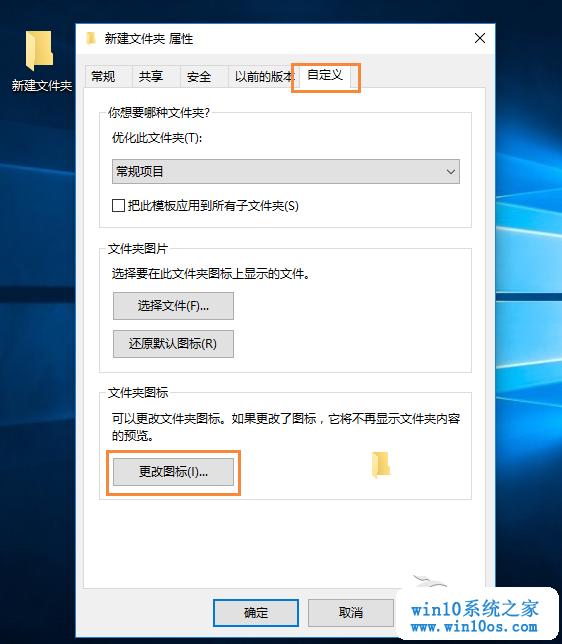 新建文件夹
新建文件夹 属性
常规 共享 安全 以前的版本 自定义
你想要哪种文件夹?
优化此文件夹(T):
常规项目
把此模板应用到所有子文件夹(S)
文件夹图片
选择要在此文件夹图标上显示的文件。
选择文件(F)...
还原默认图标(R)
文件夹图标
可以更改文件夹图标。如果更改了图标，它将不再显示文件夹内容
的预览。
更改图标(I)...
确定 取消
win10系统之家
www.win10os.com